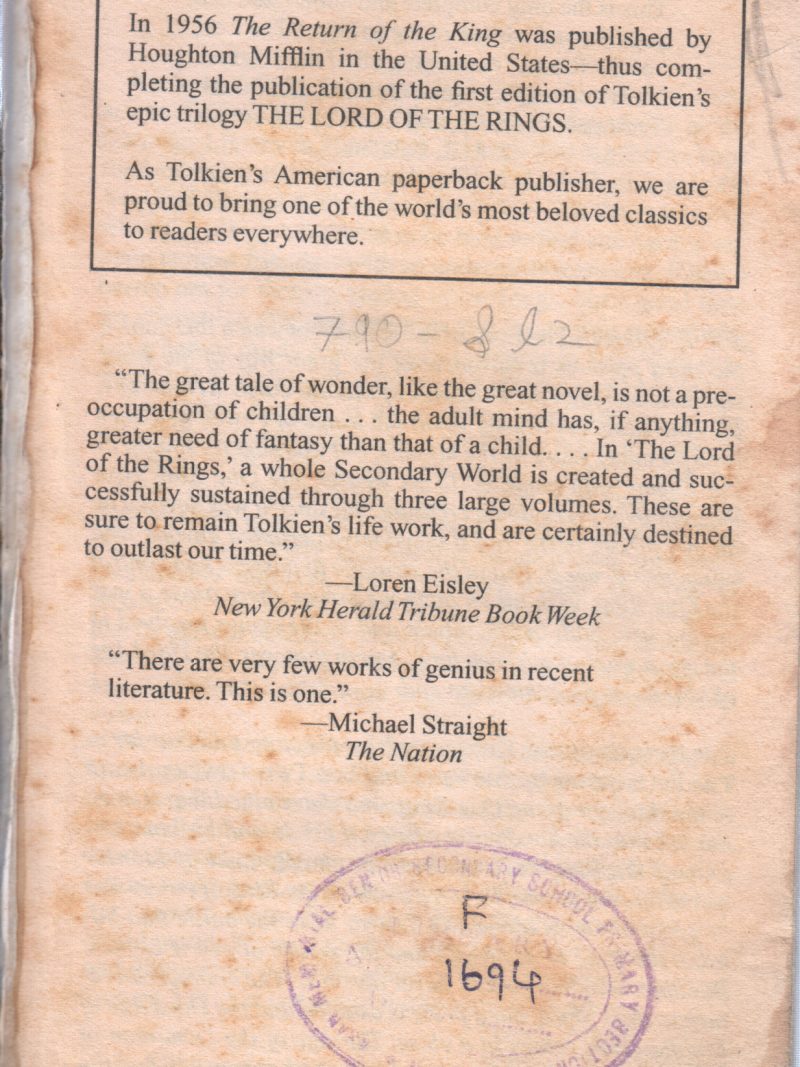 In 1956 The Return of the King was published by
Houghton Mifflin in the United States—thus com-
pleting the publication of the first edition of Tolkien's
epic trilogy THE LORD OF THE RINGS.
As Tolkien's American paperback publisher, we are
proud to bring one of the world's most beloved classics
to readers everywhere.
790-
“The great tale of wonder, like the great novel, is not a pre-
occupation of children . . . the adult mind has, if anything,
greater need of fantasy than that of a child. . . . In ‘The Lord
of the Rings,’ a whole Secondary World is created and suc-
cessfully sustained through three large volumes. These are
sure to remain Tolkien's life work, and are certainly destined
to outlast our time.”
—Loren Eisley
New York Herald Tribune Book Week
“There are very few works of genius in recent
literature. This is one.”
—Michael Straight
The Nation
MEMORIAL SENIOR SECONDARY SCHOOL PRIMARY SECTION
F
1694